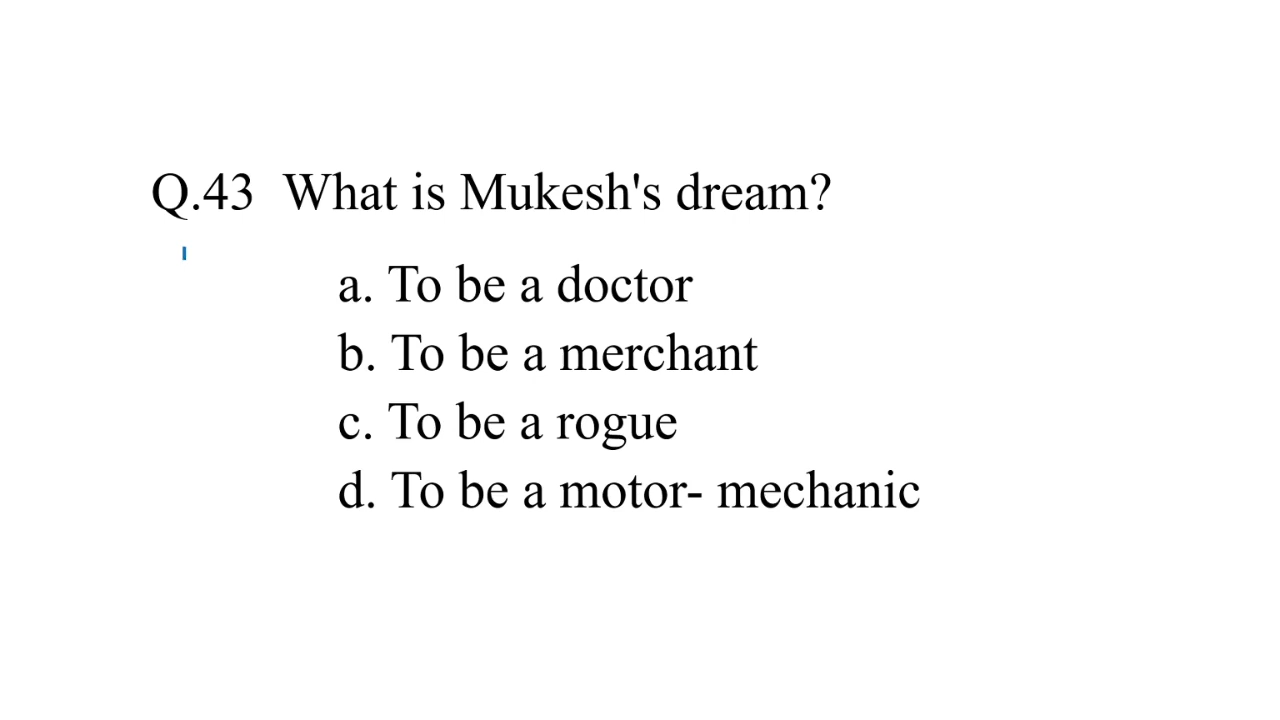 Q.43 What is Mukesh's dream?
a. To be a doctor
b. To be a merchant
c. To be a rogue
d. To be a motor- mechanic